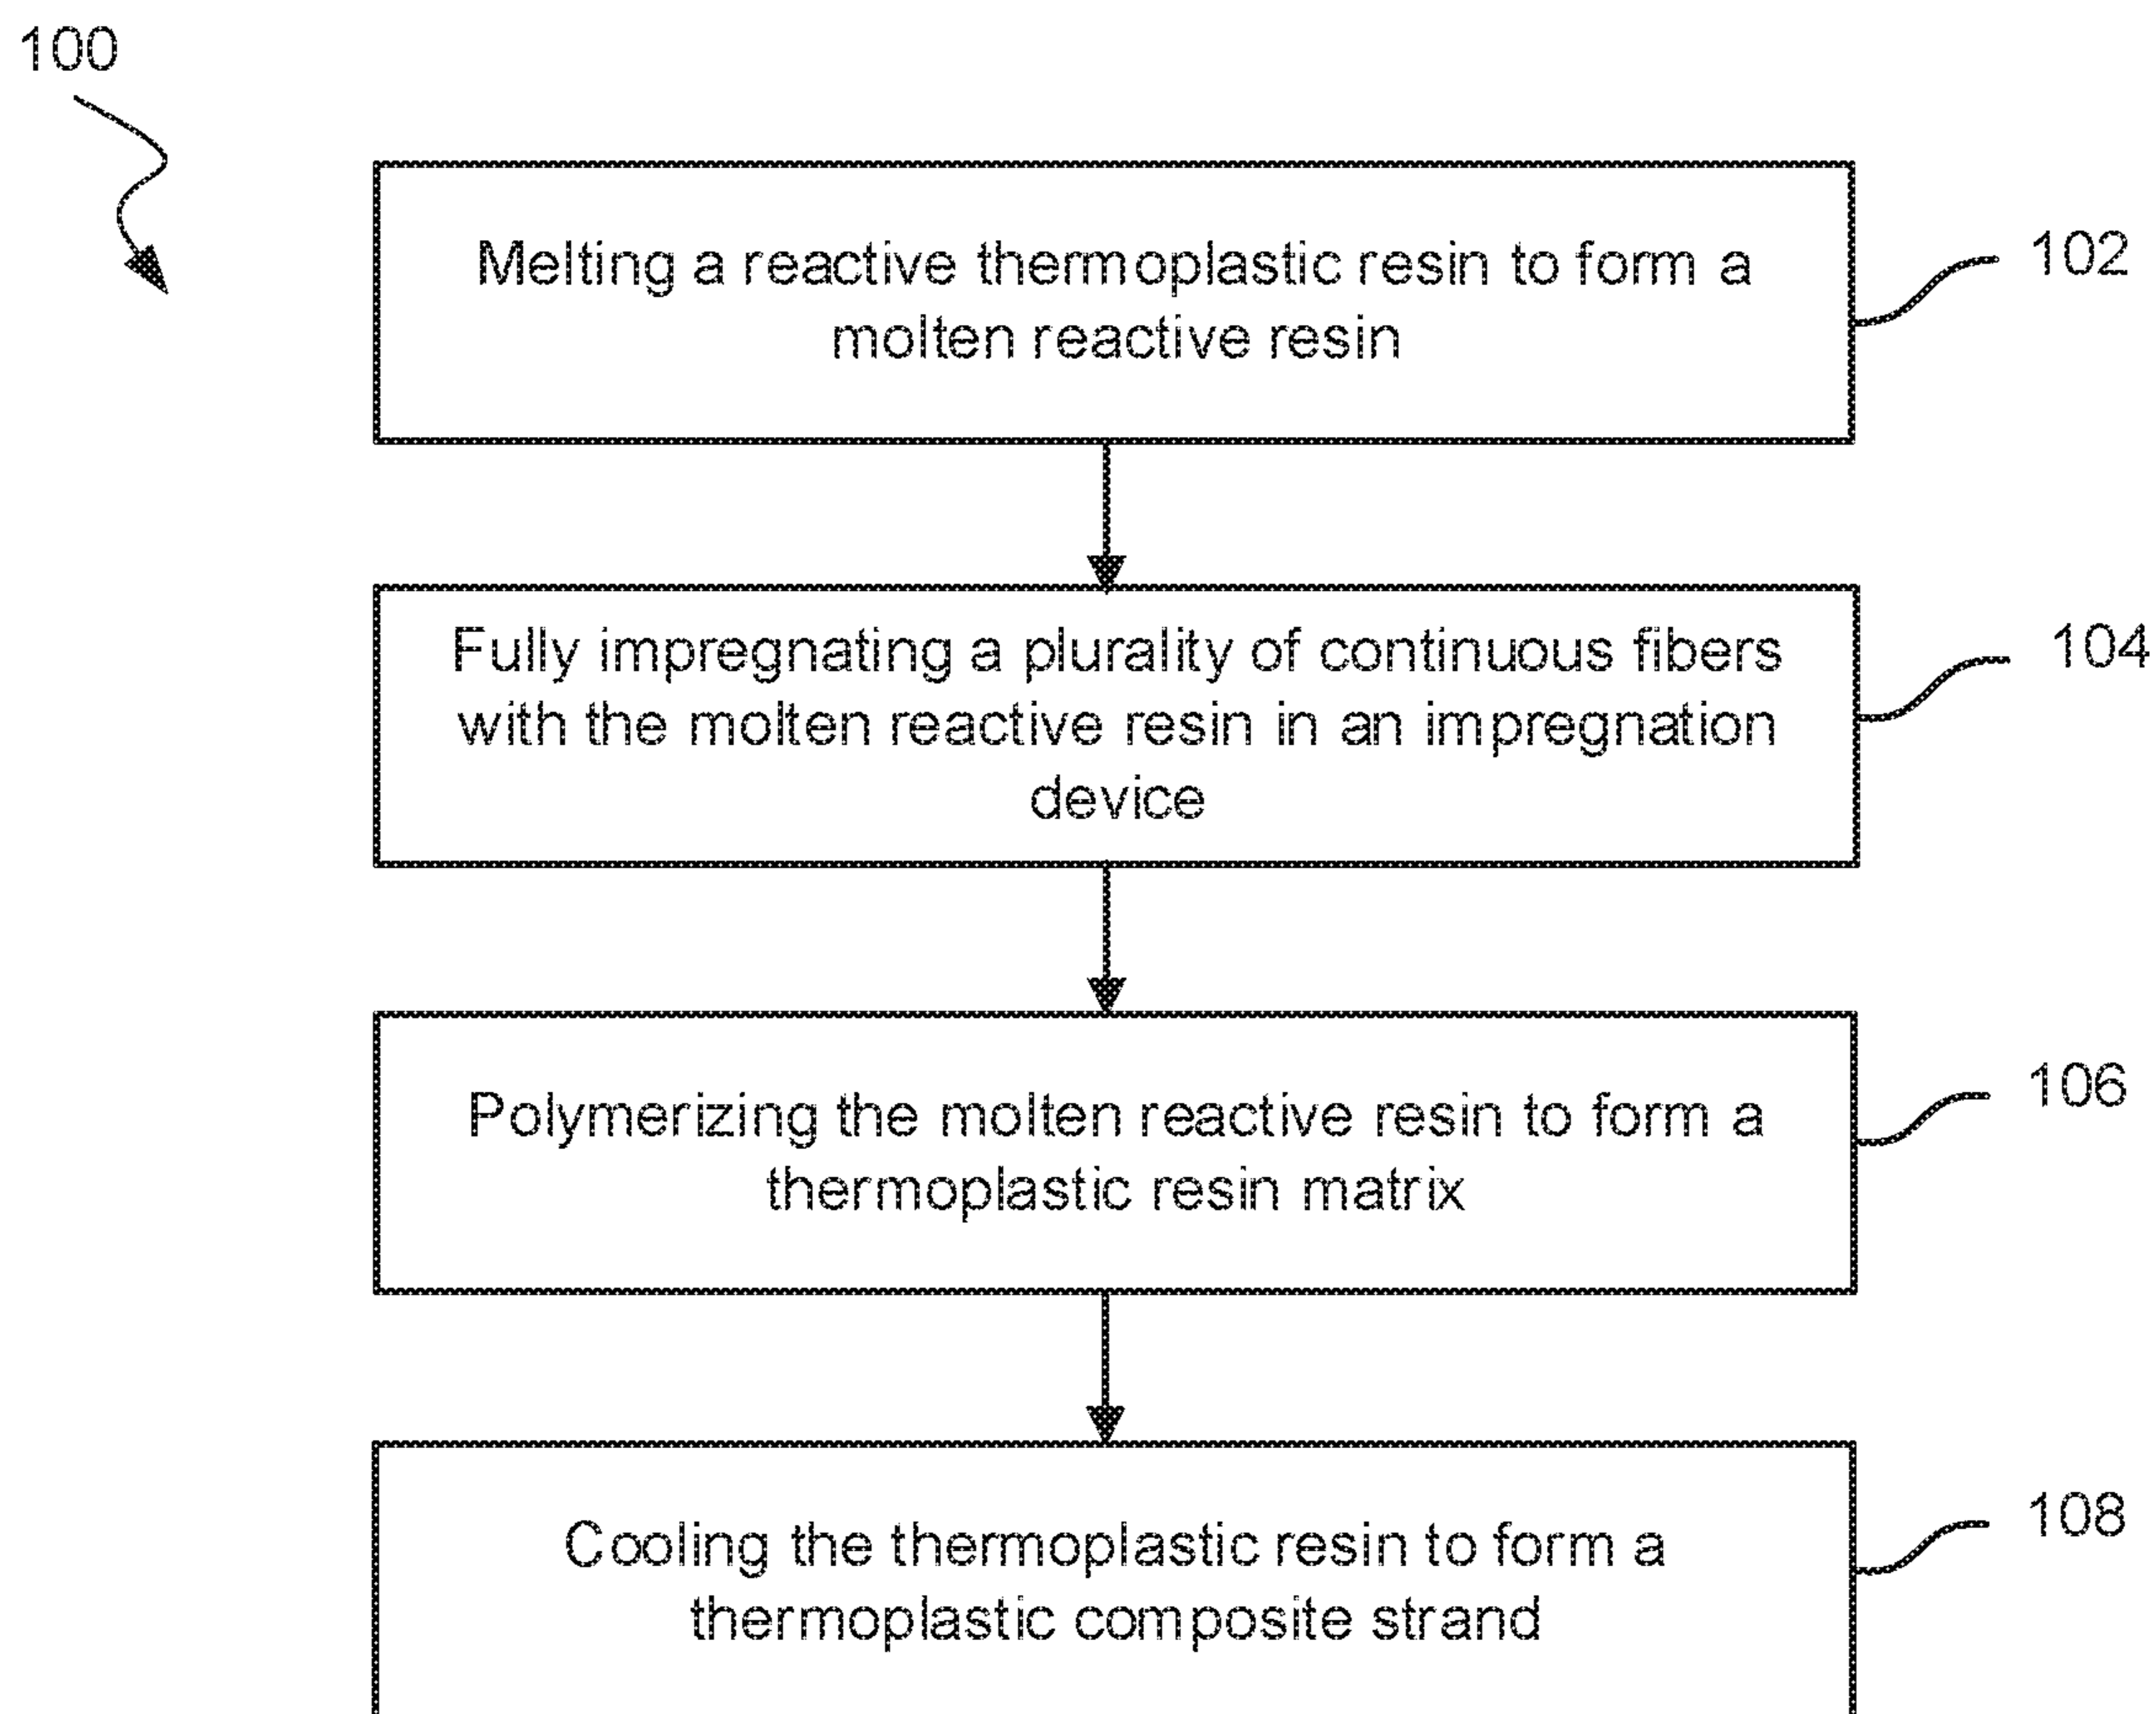 100
Melting a reactive thermoplastic resin to form a
molten reactive resin
102
Fully impregnating a plurality of continuous fibers
with the molten reactive resin in an impregnation
device
104
Polymerizing the molten reactive resin to form a
thermoplastic resin matrix
106
Cooling the thermoplastic resin to form a
thermoplastic composite strand
108